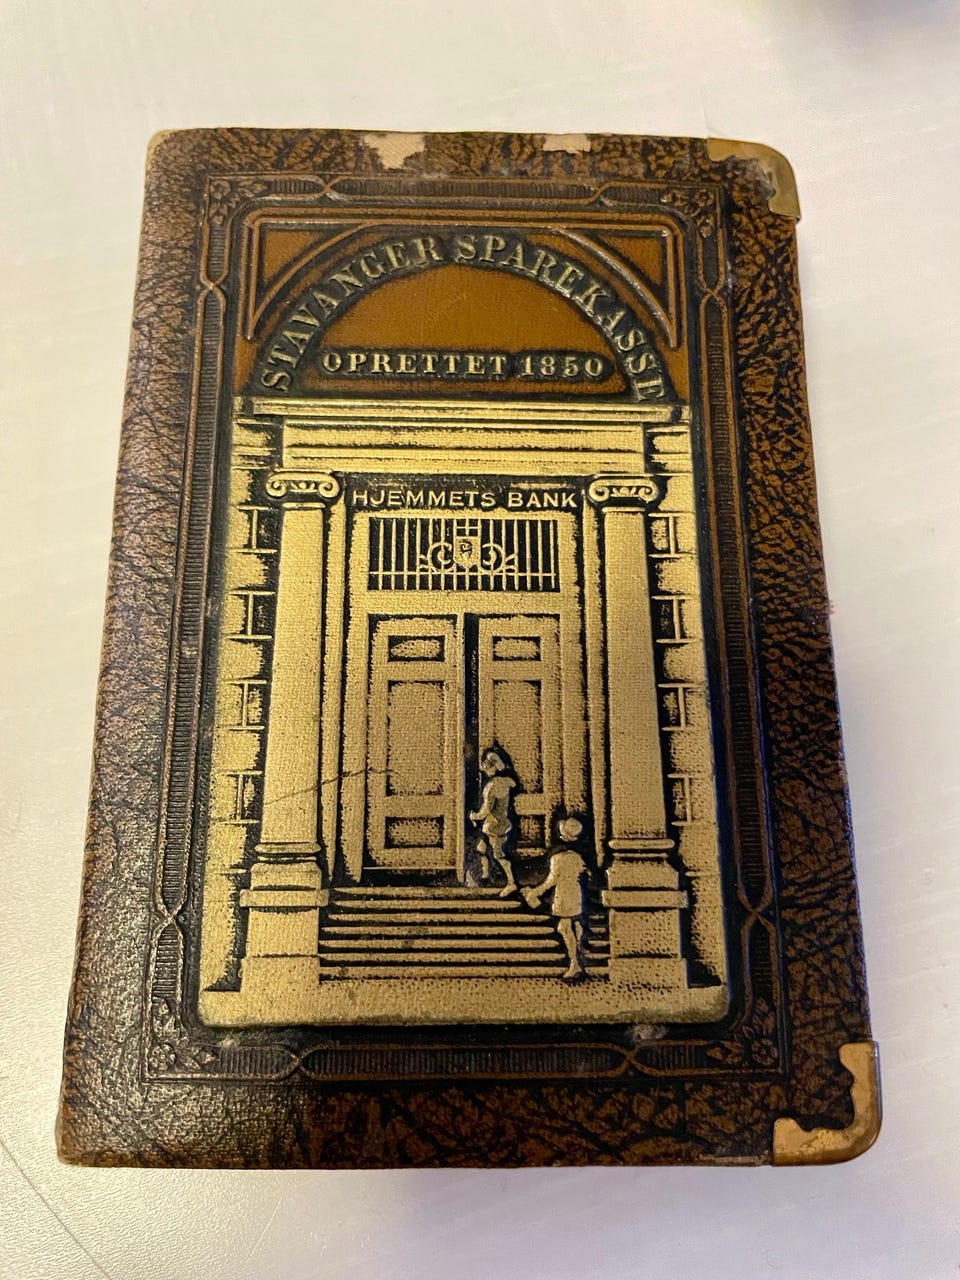 STAVANGER SPAREKASSE
OPRETTET 1850
HJEMMETS BANK